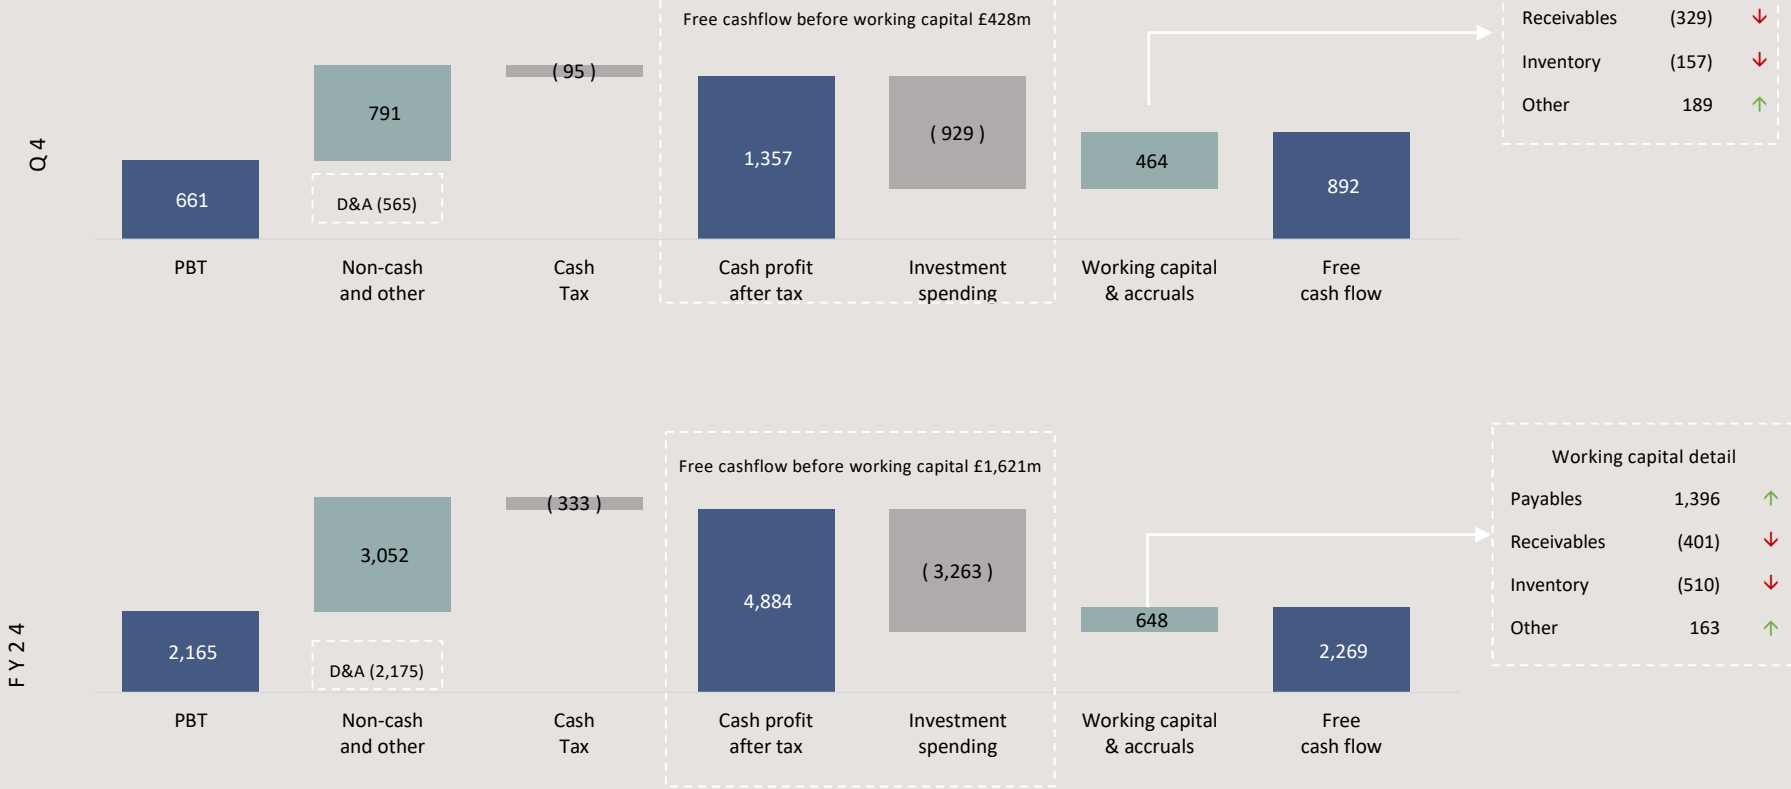 Free cashflow before working capital £428m
Receivables (329)
Inventory (157)
Other 189
Q4
661
791
D&A (565)
( 95 )
1,357
( 929 )
464
892
PBT
Non-cash
and other
Cash
Tax
Cash profit
after tax
Investment
spending
Working capital
& accruals
Free
cash flow
Free cashflow before working capital £1,621m
Working capital detail
Payables 1,396
Receivables (401)
Inventory (510)
Other 163
FY24
2,165
3,052
D&A (2,175)
( 333 )
4,884
( 3,263 )
648
2,269
PBT
Non-cash
and other
Cash
Tax
Cash profit
after tax
Investment
spending
Working capital
& accruals
Free
cash flow